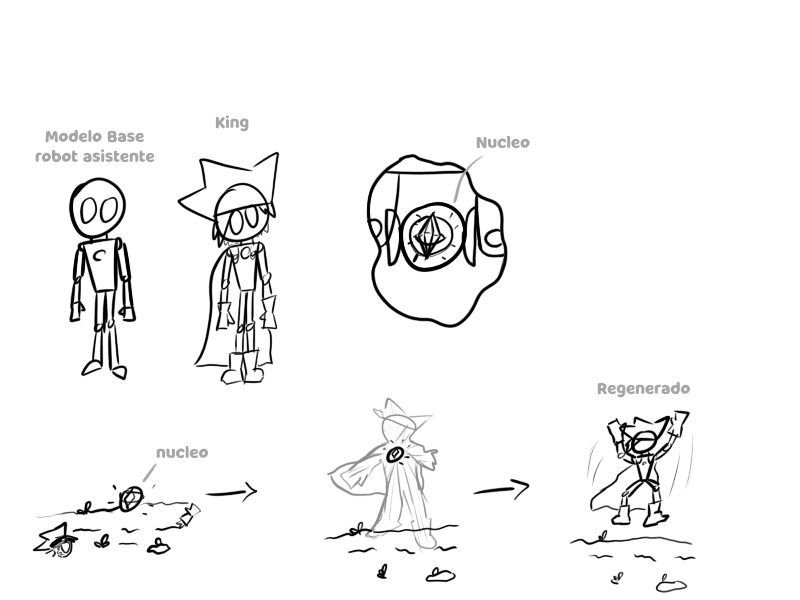 King
Modelo Base
robot asistente
Nucleo
Regenerado
nucleo